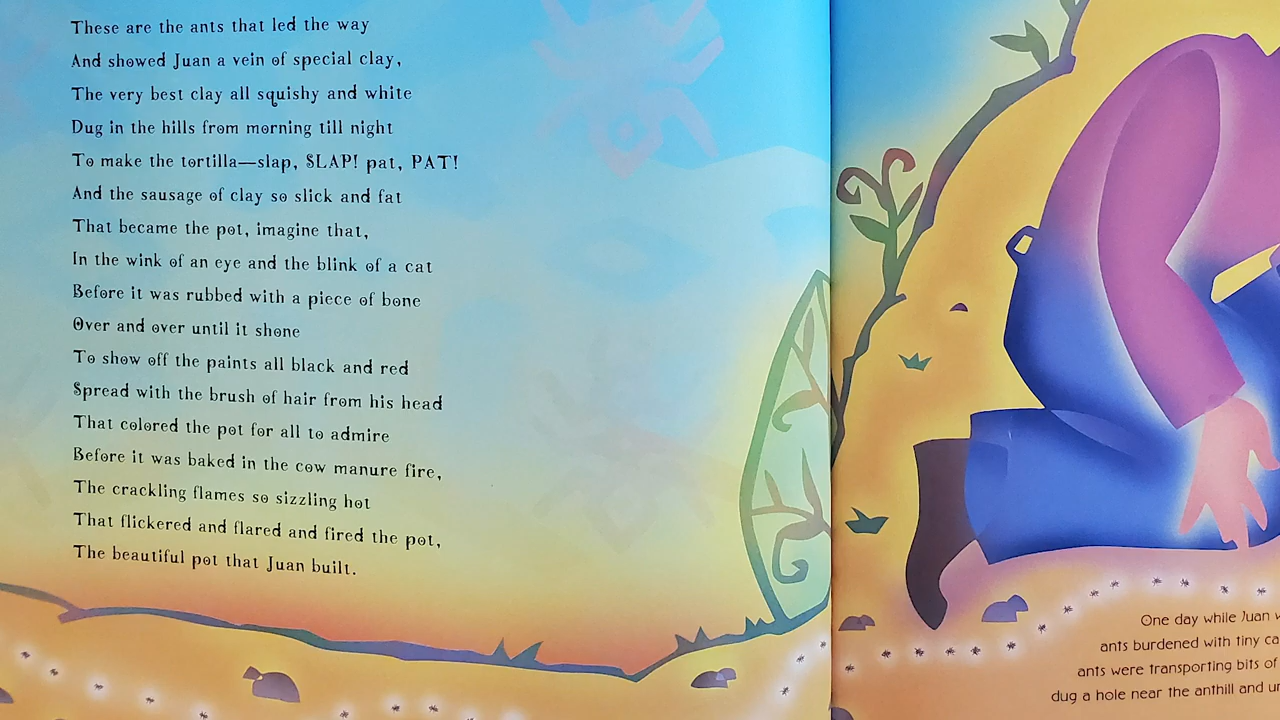 These are the ants that led the way
And showed Juan a vein of special clay,
The very best clay all squishy and white
Dug in the hills from morning till night
To make the tortilla—slap, SLAP! pat, PAT!
And the sausage of clay so slick and fat
That became the pot, imagine that,
In the wink of an eye and the blink of a cat
Before it was rubbed with a piece of bone
Over and over until it shone
To show off the paints all black and red
Spread with the brush of hair from his head
That colored the pot for all to admire
Before it was baked in the cow manure fire,
The crackling flames so sizzling hot
That flickered and flared and fired the pot,
The beautiful pot that Juan built.
One day while Juan
ants burdened with tiny
ants were transporting bits of
dug a hole near the anthill and